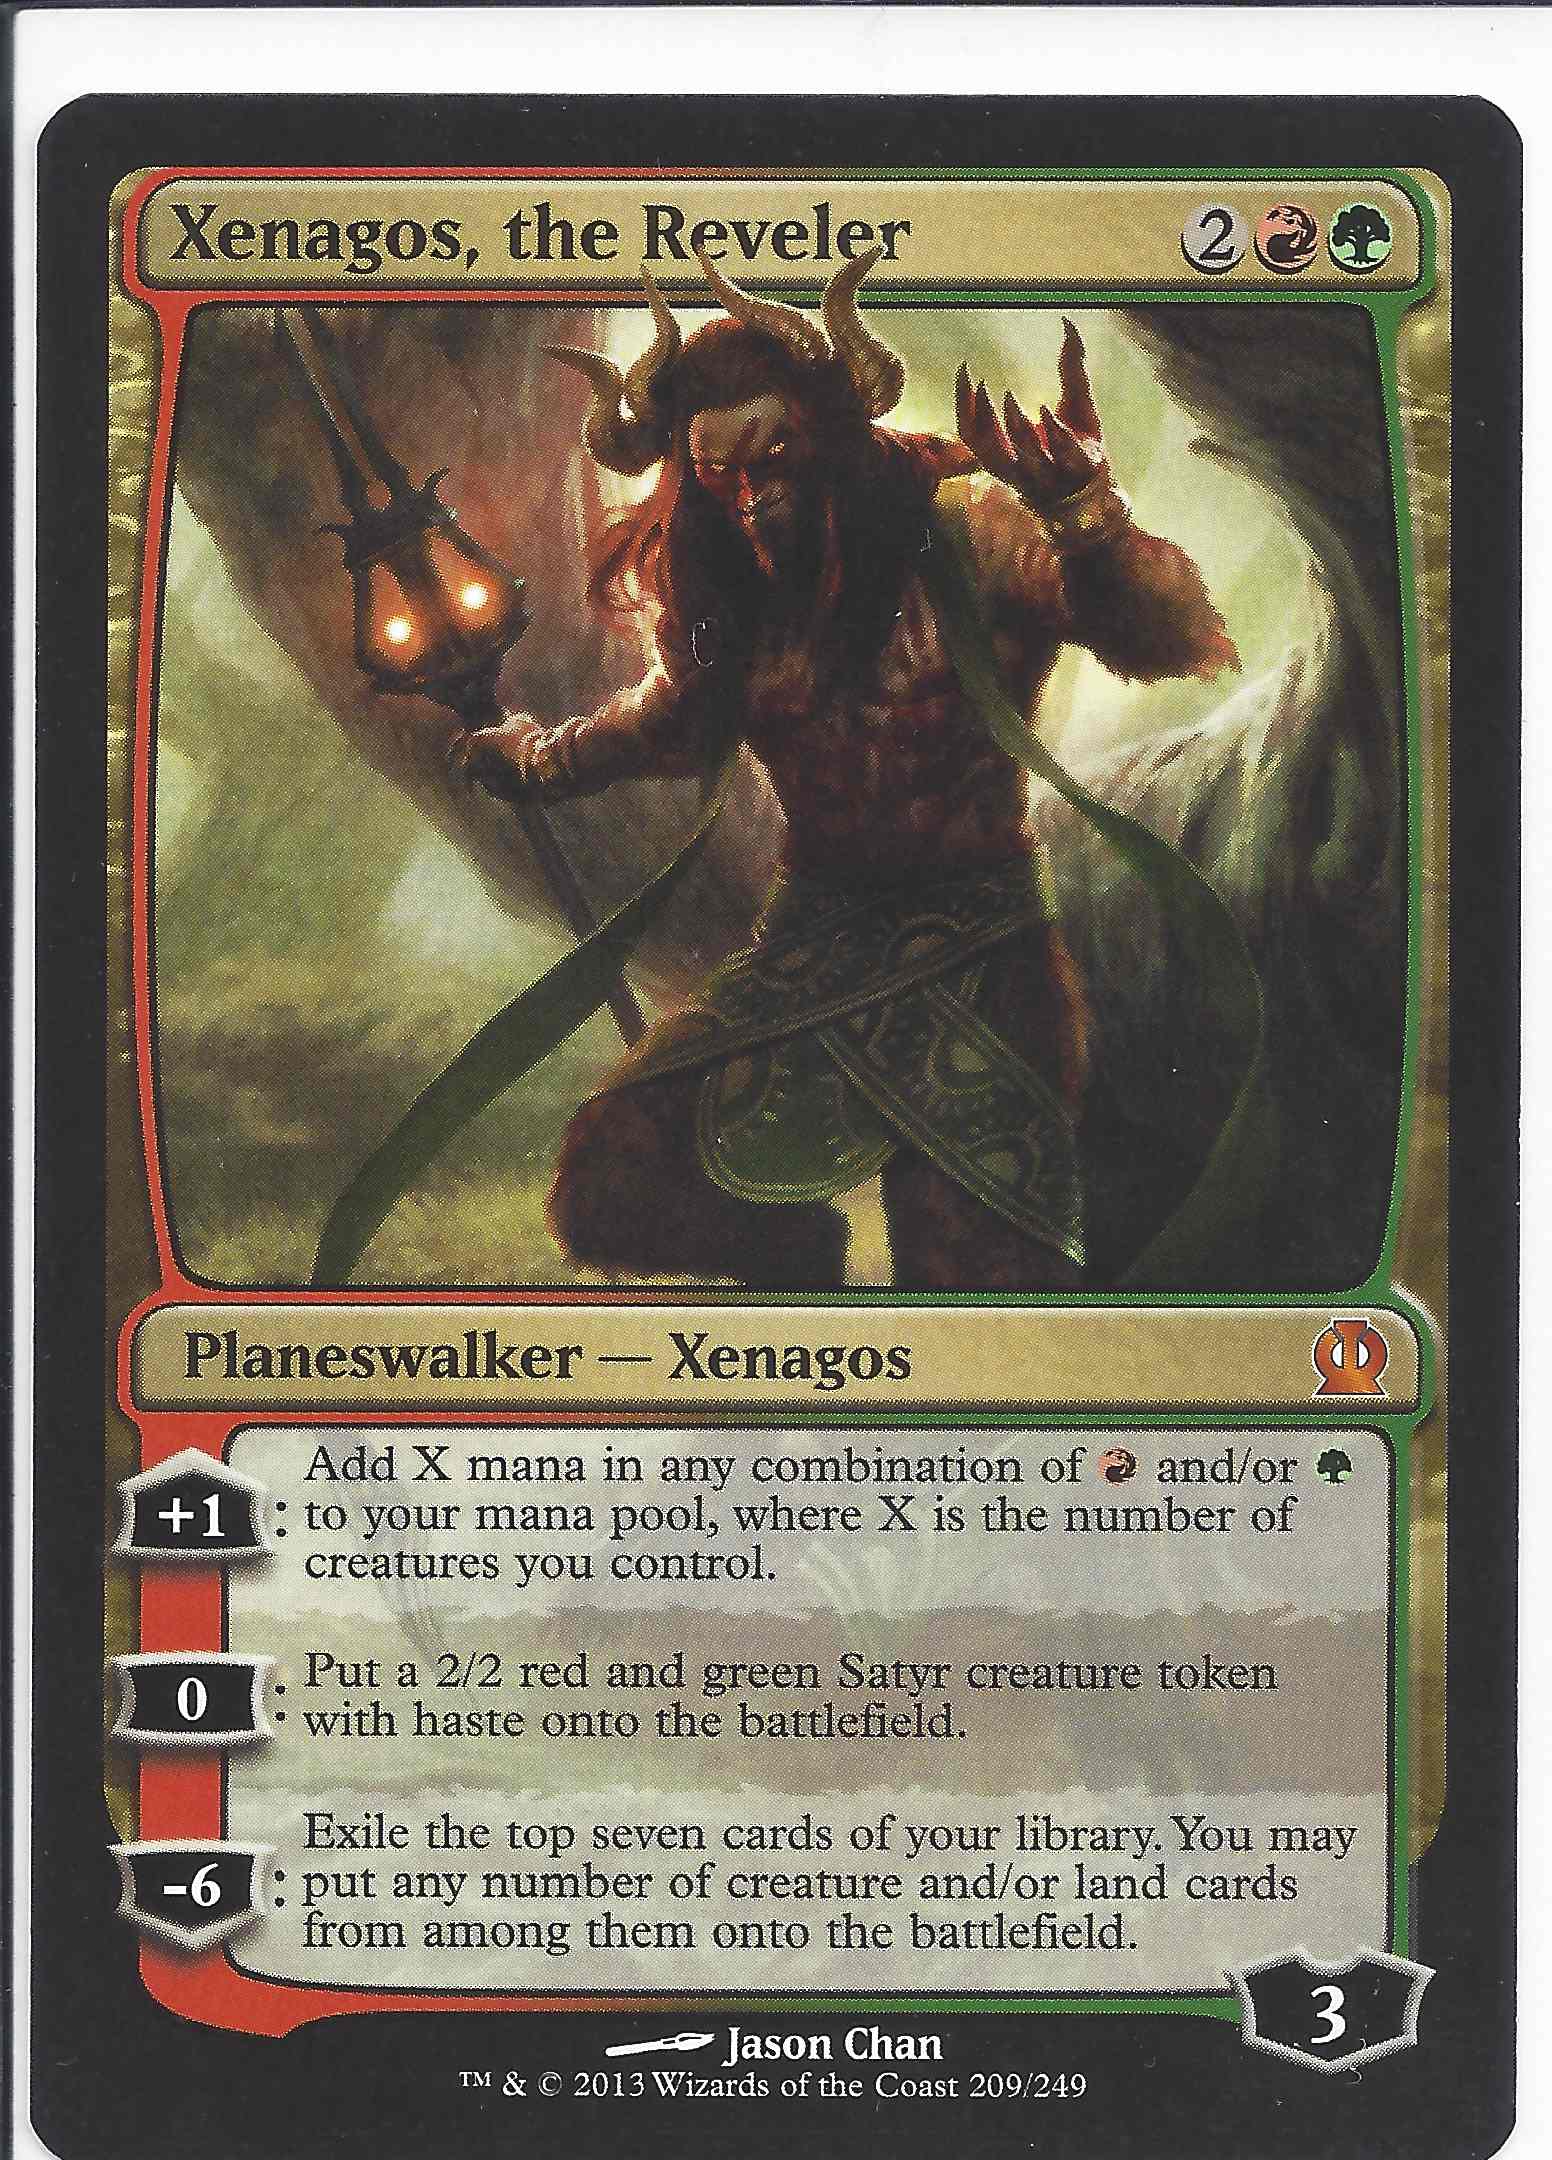 Xenagos, the Reveler 2
Planeswalker — Xenagos
Add X mana in any combination of and/or
+1 : to your mana pool, where X is the number of
creatures you control.
Put a 2/2 red and green Satyr creature token
0 : with haste onto the battlefield.
Exile the top seven cards of your library. You may
-6 : put any number of creature and/or land cards
from among them onto the battlefield.
3
Jason Chan
™ & © 2013 Wizards of the Coast 209/249